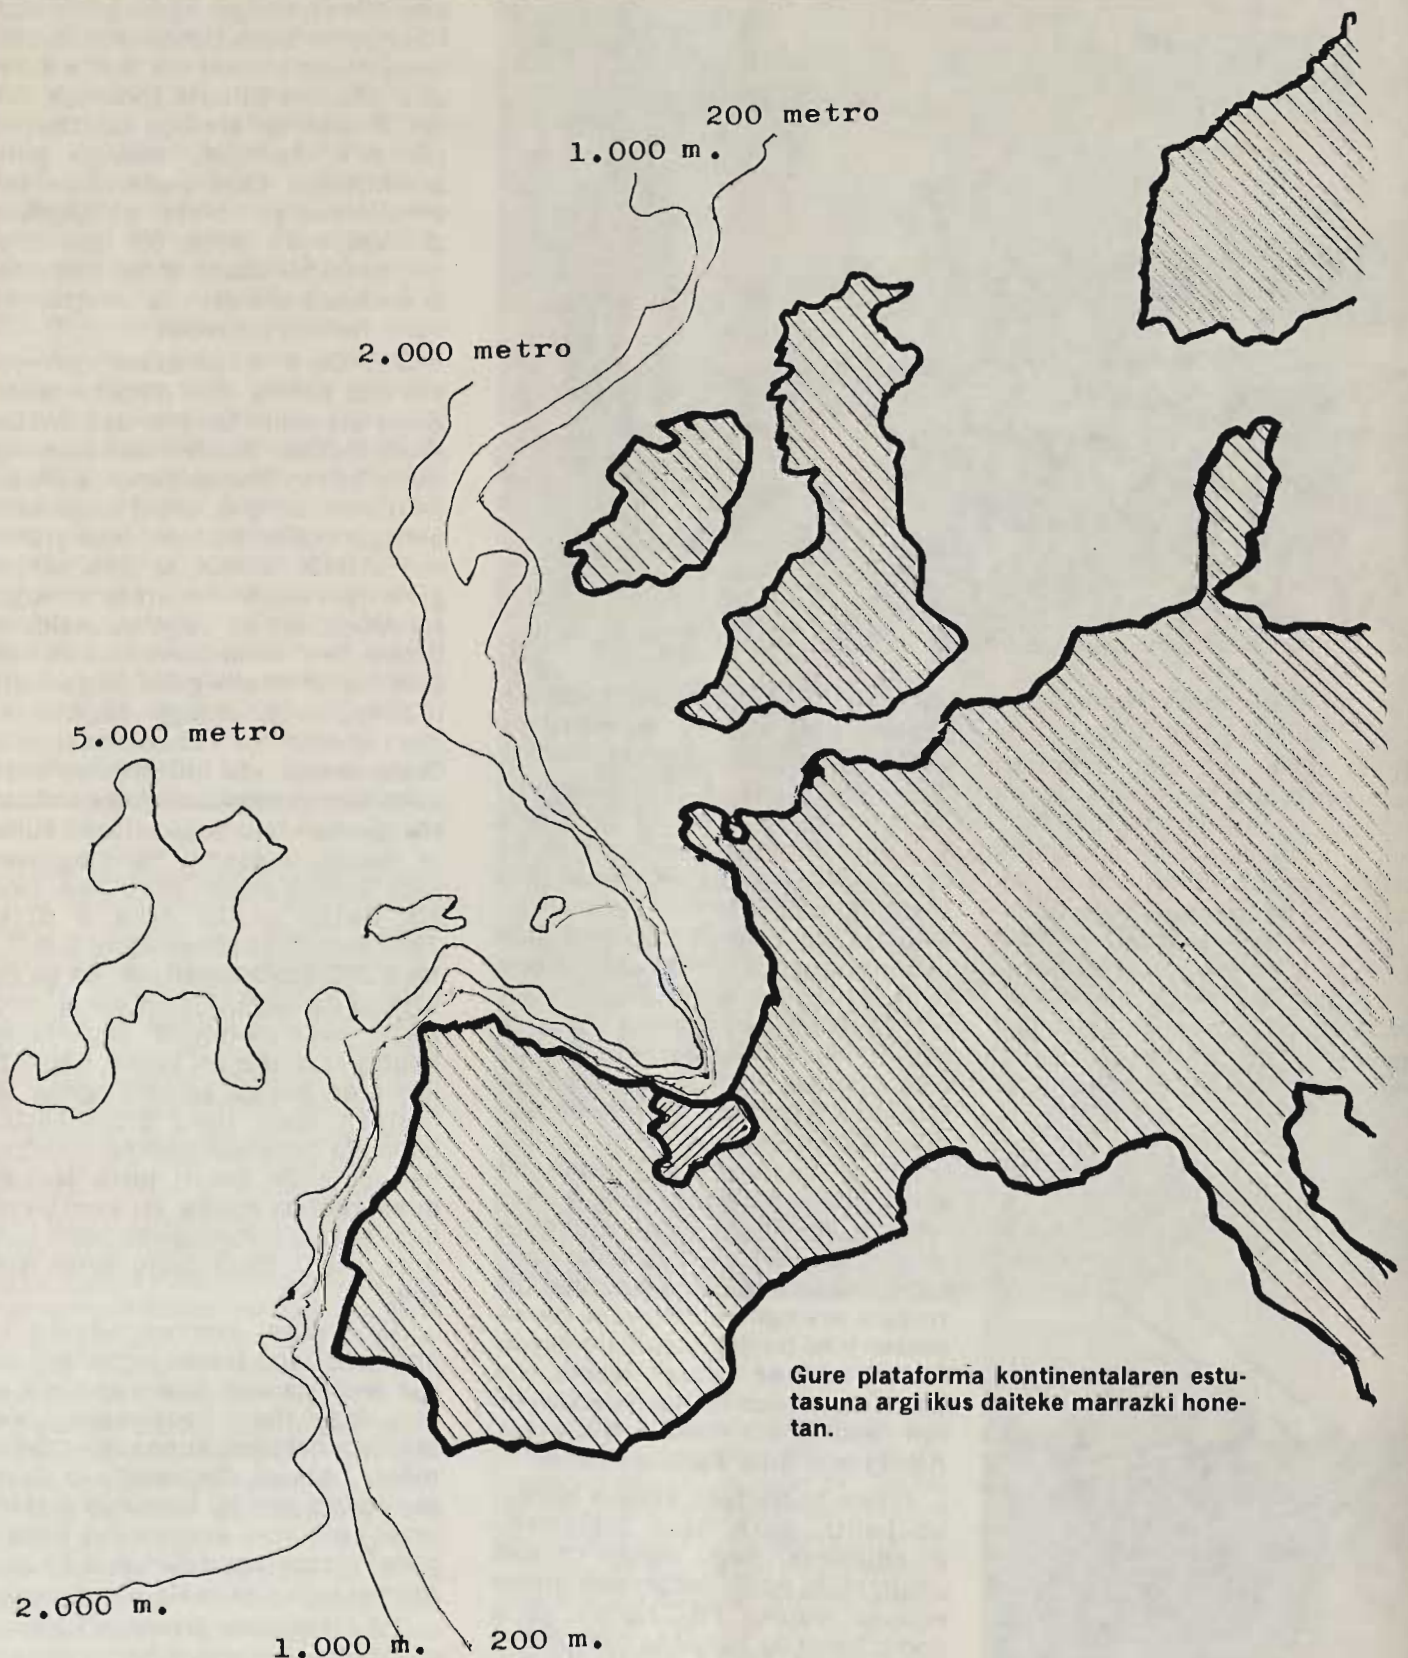 200 metro
1.000 m.
2.000 metro
5.000 metro
Gure plataforma kontinentalaren estu-
tasuna argi ikus daiteke marrazki hone-
tan.
2.000 m.
1.000 m.
200 m.